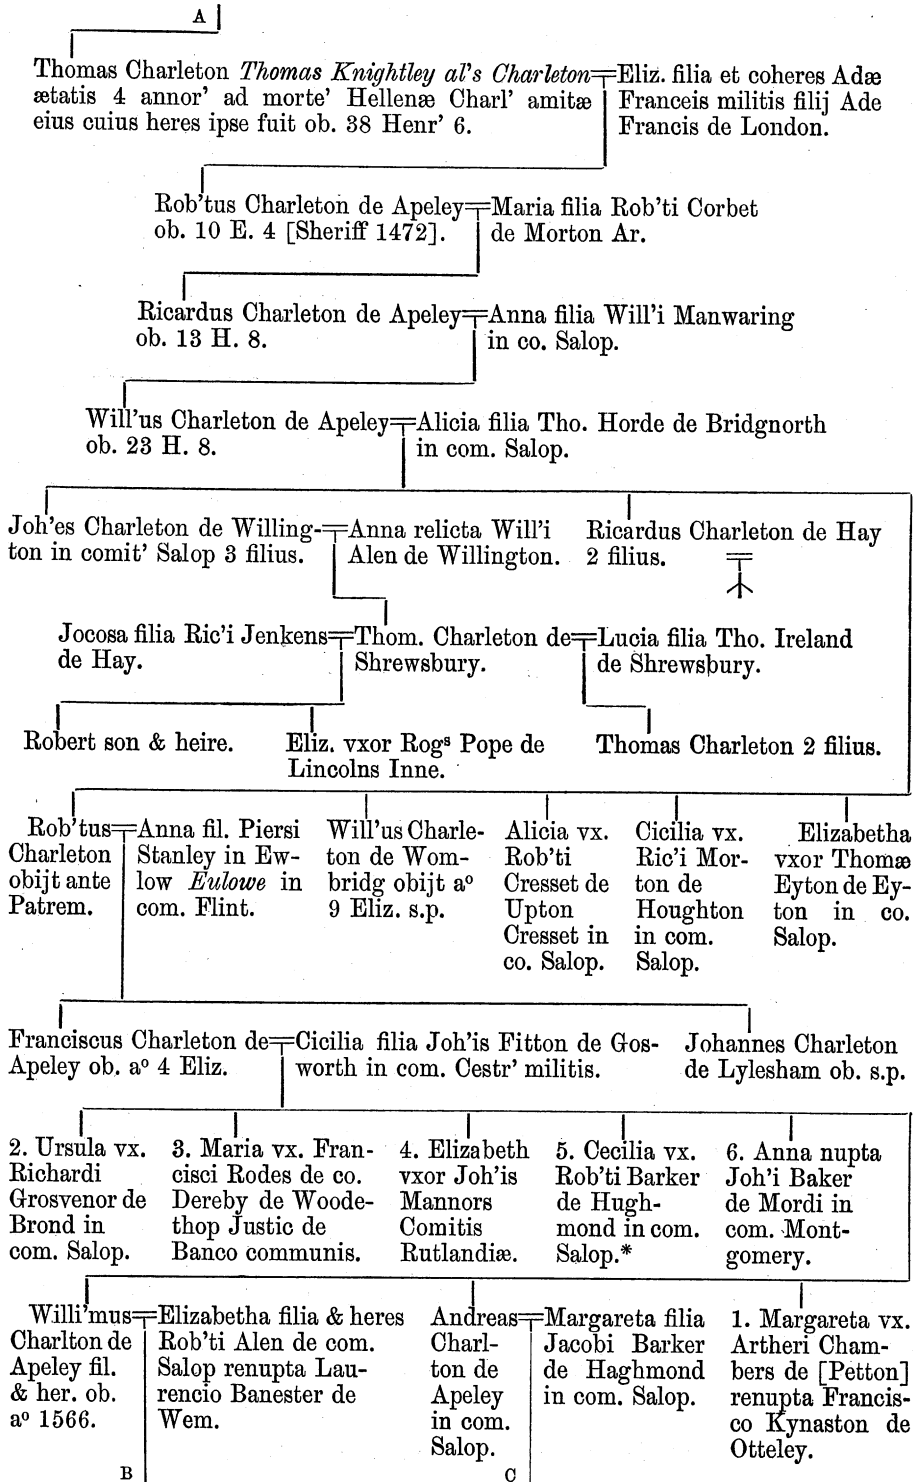 A
Thomas Charleton Thomas Knightley al's Charleton
ætatis 4 annor' ad morte' Hellenæ Charl' amitæ
eius cuius heres ipse fuit ob. 38 Henr' 6.
Eliz. filia et coheres Adæ
Franceis militis filij Ade
Francis de London.
Rob'tus Charleton de Apeley
ob. 10 E. 4 [Sheriff 1472].
Maria filia Rob'ti Corbet
de Morton Ar.
Ricardus Charleton de Apeley
ob. 13 H. 8.
Anna filia Will'i Manwaring
in co. Salop.
Will'us Charleton de Apeley
ob. 23 H. 8.
Alicia filia Tho. Horde de Bridgnorth
in com. Salop.
Joh'es Charleton de Willing-
ton in comit' Salop 3 filius.
Anna relicta Will'i
Alen de Willington.
Ricardus Charleton de Hay
2 filius.
Jocosa filia Ric'i Jenkens
de Hay.
Thom. Charleton de
Shrewsbury.
Lucia filia Tho. Ireland
de Shrewsbury.
Robert son & heire.
Eliz. vxor Rogs Pope de
Lincolns Inne.
Thomas Charleton 2 filius.
Rob'tus
Charleton
obijt ante
Patrem.
Anna fil. Piersi
Stanley in Ew-
low Eulowe in
com. Flint.
Will'us Charle-
ton de Wom-
bridg obijt aº
9 Eliz. s.p.
Alicia vx.
Rob'ti
Cresset de
Upton
Cresset in
co. Salop.
Cicilia vx.
Ric'i Mor-
ton de
Houghton
in com.
Salop.
Elizabetha
vxor Thomæ
Eyton de Ey-
ton in co.
Salop.
Franciscus Charleton de
Apeley ob. aº 4 Eliz.
Cicilia filia Joh'is Fitton de Gos-
worth in com. Cestr' militis.
Johannes Charleton
de Lylesham ob. s.p.
2. Ursula vx.
Richardi
Grosvenor de
Brond in
com. Salop.
3. Maria vx. Fran-
cisci Rodes de co.
Dereby de Woode-
thop Justic de
Banco communis.
4. Elizabeth
vxor Joh'is
Mannors
Comitis
Rutlandiæ.
5. Cecilia vx.
Rob'ti Barker
de Hugh-
mond in com.
Salop.*
6. Anna nupta
Joh'i Baker
de Mordi in
com. Mont-
gomery.
Willi'mus
Charlton de
Apeley fil.
& her. ob.
aº 1566.
Elizabetha filia & heres
Rob'ti Alen de com.
Salop renupta Lau-
rencio Banester de
Wem.
Andreas
Charl-
ton de
Apeley
in com.
Salop.
Margareta filia
Jacobi Barker
de Haghmond
in com. Salop.
1. Margareta vx.
Artheri Cham-
bers de [Petton]
renupta Francis-
co Kynaston de
Otteley.
B
C